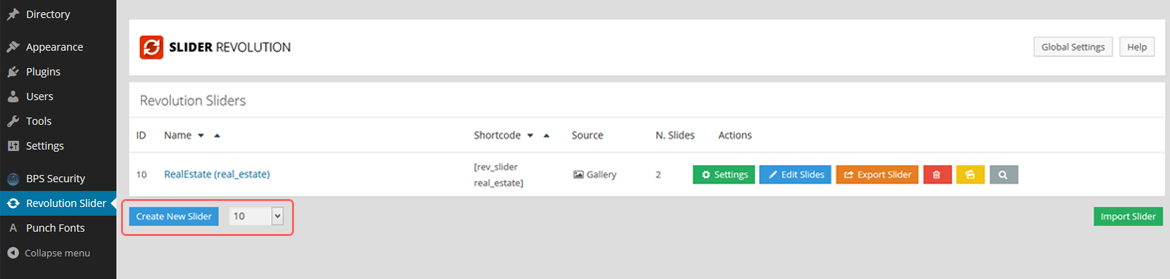 Directory
Appearance
Plugins
Users
Tools
Settings
BPS Security
Revolution Slider
Punch Fonts
Collapse menu
SLIDER REVOLUTION
Global Settings
Help
Revolution Sliders
ID Name Shortcode Source N. Slides Actions
10 RealEstate (real_estate) [rev_slider real_estate] Gallery 2 Settings Edit Slides Export Slider
Create New Slider 10 Import Slider